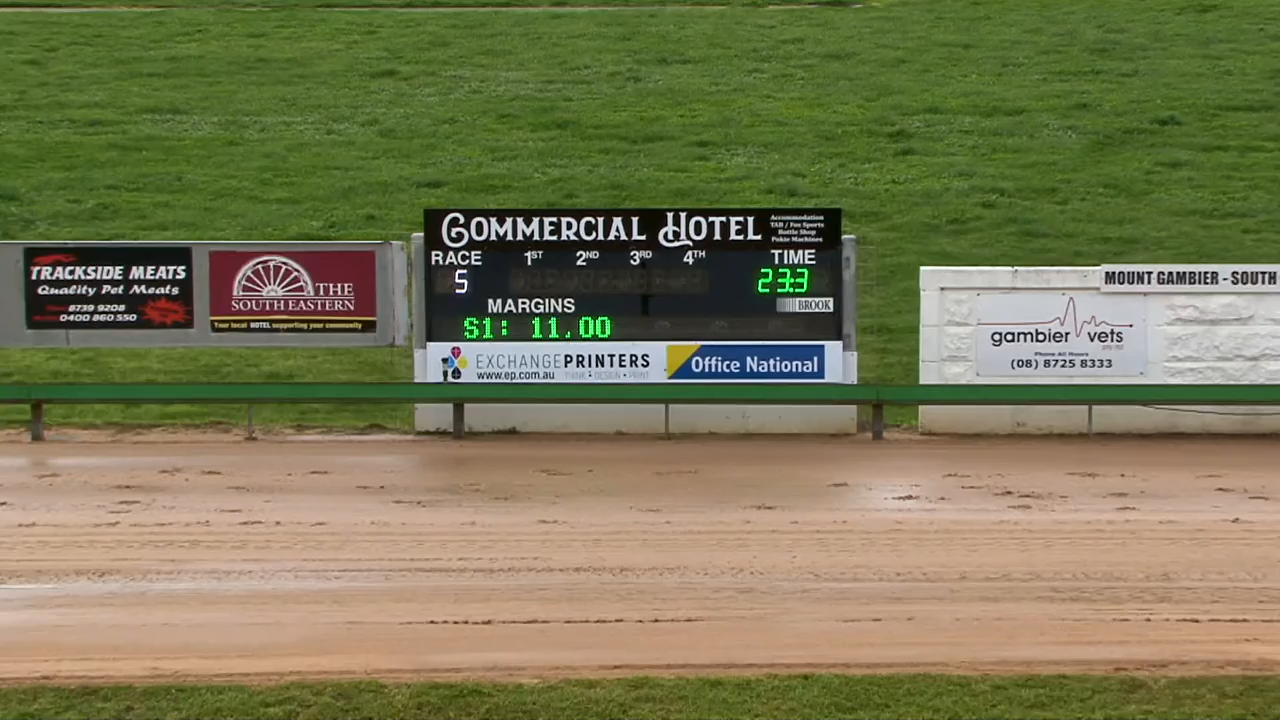 COMMERCIAL HOTEL
Accommodation
TAB / Fox Sports
Bottle Shop
Pokie Machines
RACE 1ST 2ND 3RD 4TH TIME
5 23:3
MARGINS
BROOK
S1: 11.00
EXCHANGEPRINTERS
www.ep.com.au THINK • DESIGN • PRINT
Office National
TRACKSIDE MEATS
Quality Pet Meats
8739 9208
0400 860 550
THE
SOUTH EASTERN
Your local HOTEL supporting your community
MOUNT GAMBIER - SOUTH
gambier vets
Phone All Hours
(08) 8725 8333